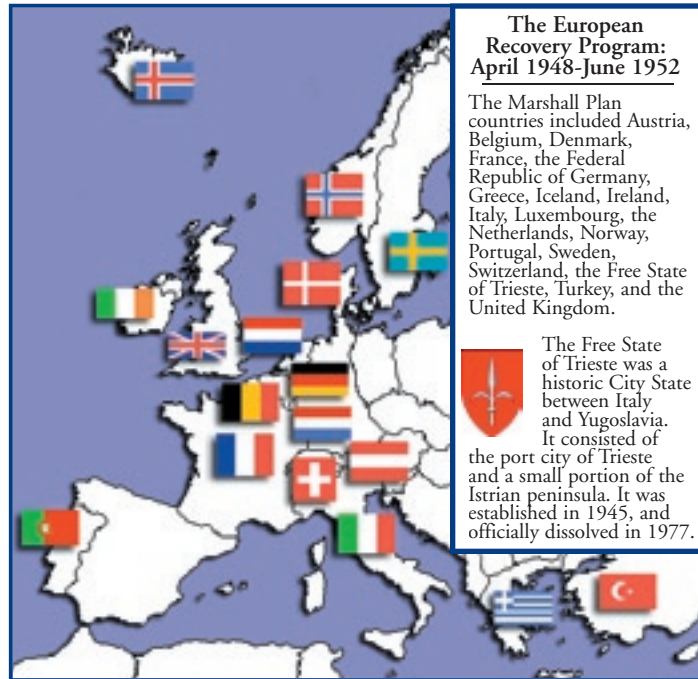 The European
Recovery Program:
April 1948-June 1952
The Marshall Plan
countries included Austria,
Belgium, Denmark,
France, the Federal
Republic of Germany,
Greece, Iceland, Ireland,
Italy, Luxembourg, the
Netherlands, Norway,
Portugal, Sweden,
Switzerland, the Free State
of Trieste, Turkey, and the
United Kingdom.
The Free State
of Trieste was a
historic City State
between Italy
and Yugoslavia.
It consisted of
the port city of Trieste
and a small portion of the
Istrian peninsula. It was
established in 1945, and
officially dissolved in 1977.